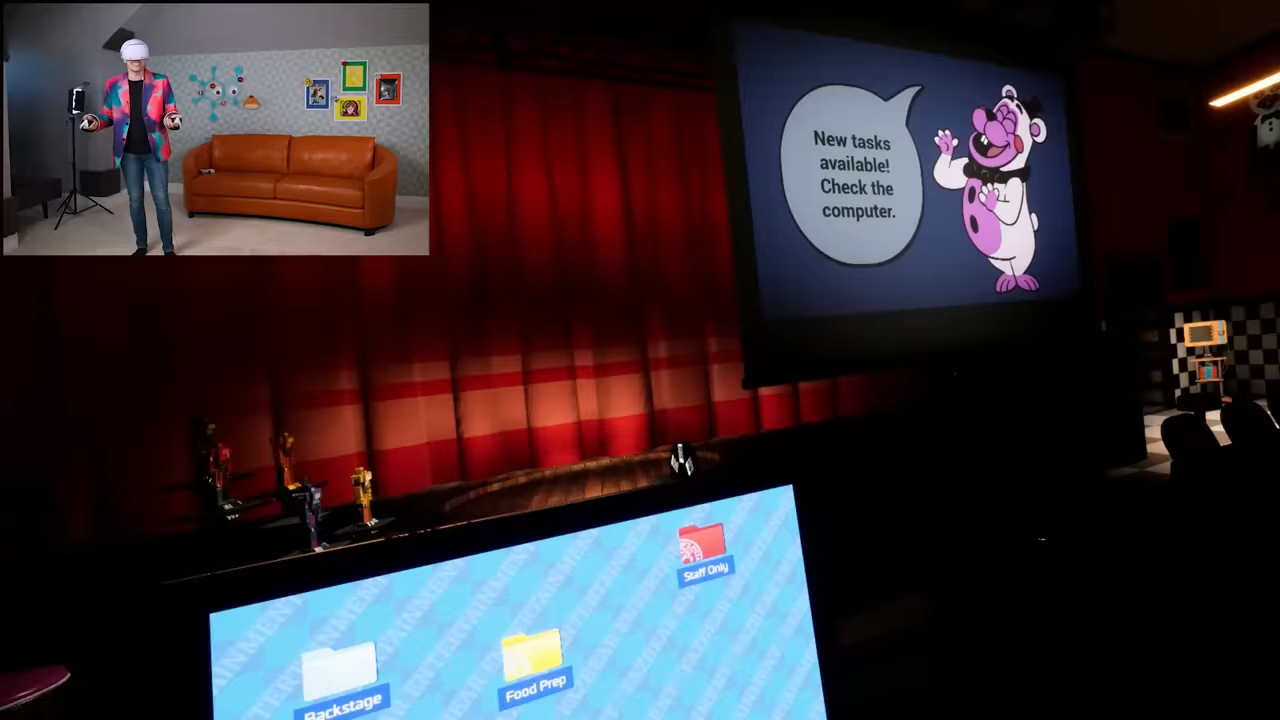 New tasks
available!
Check the
computer.
Staff Only
Food Prep
Backstage